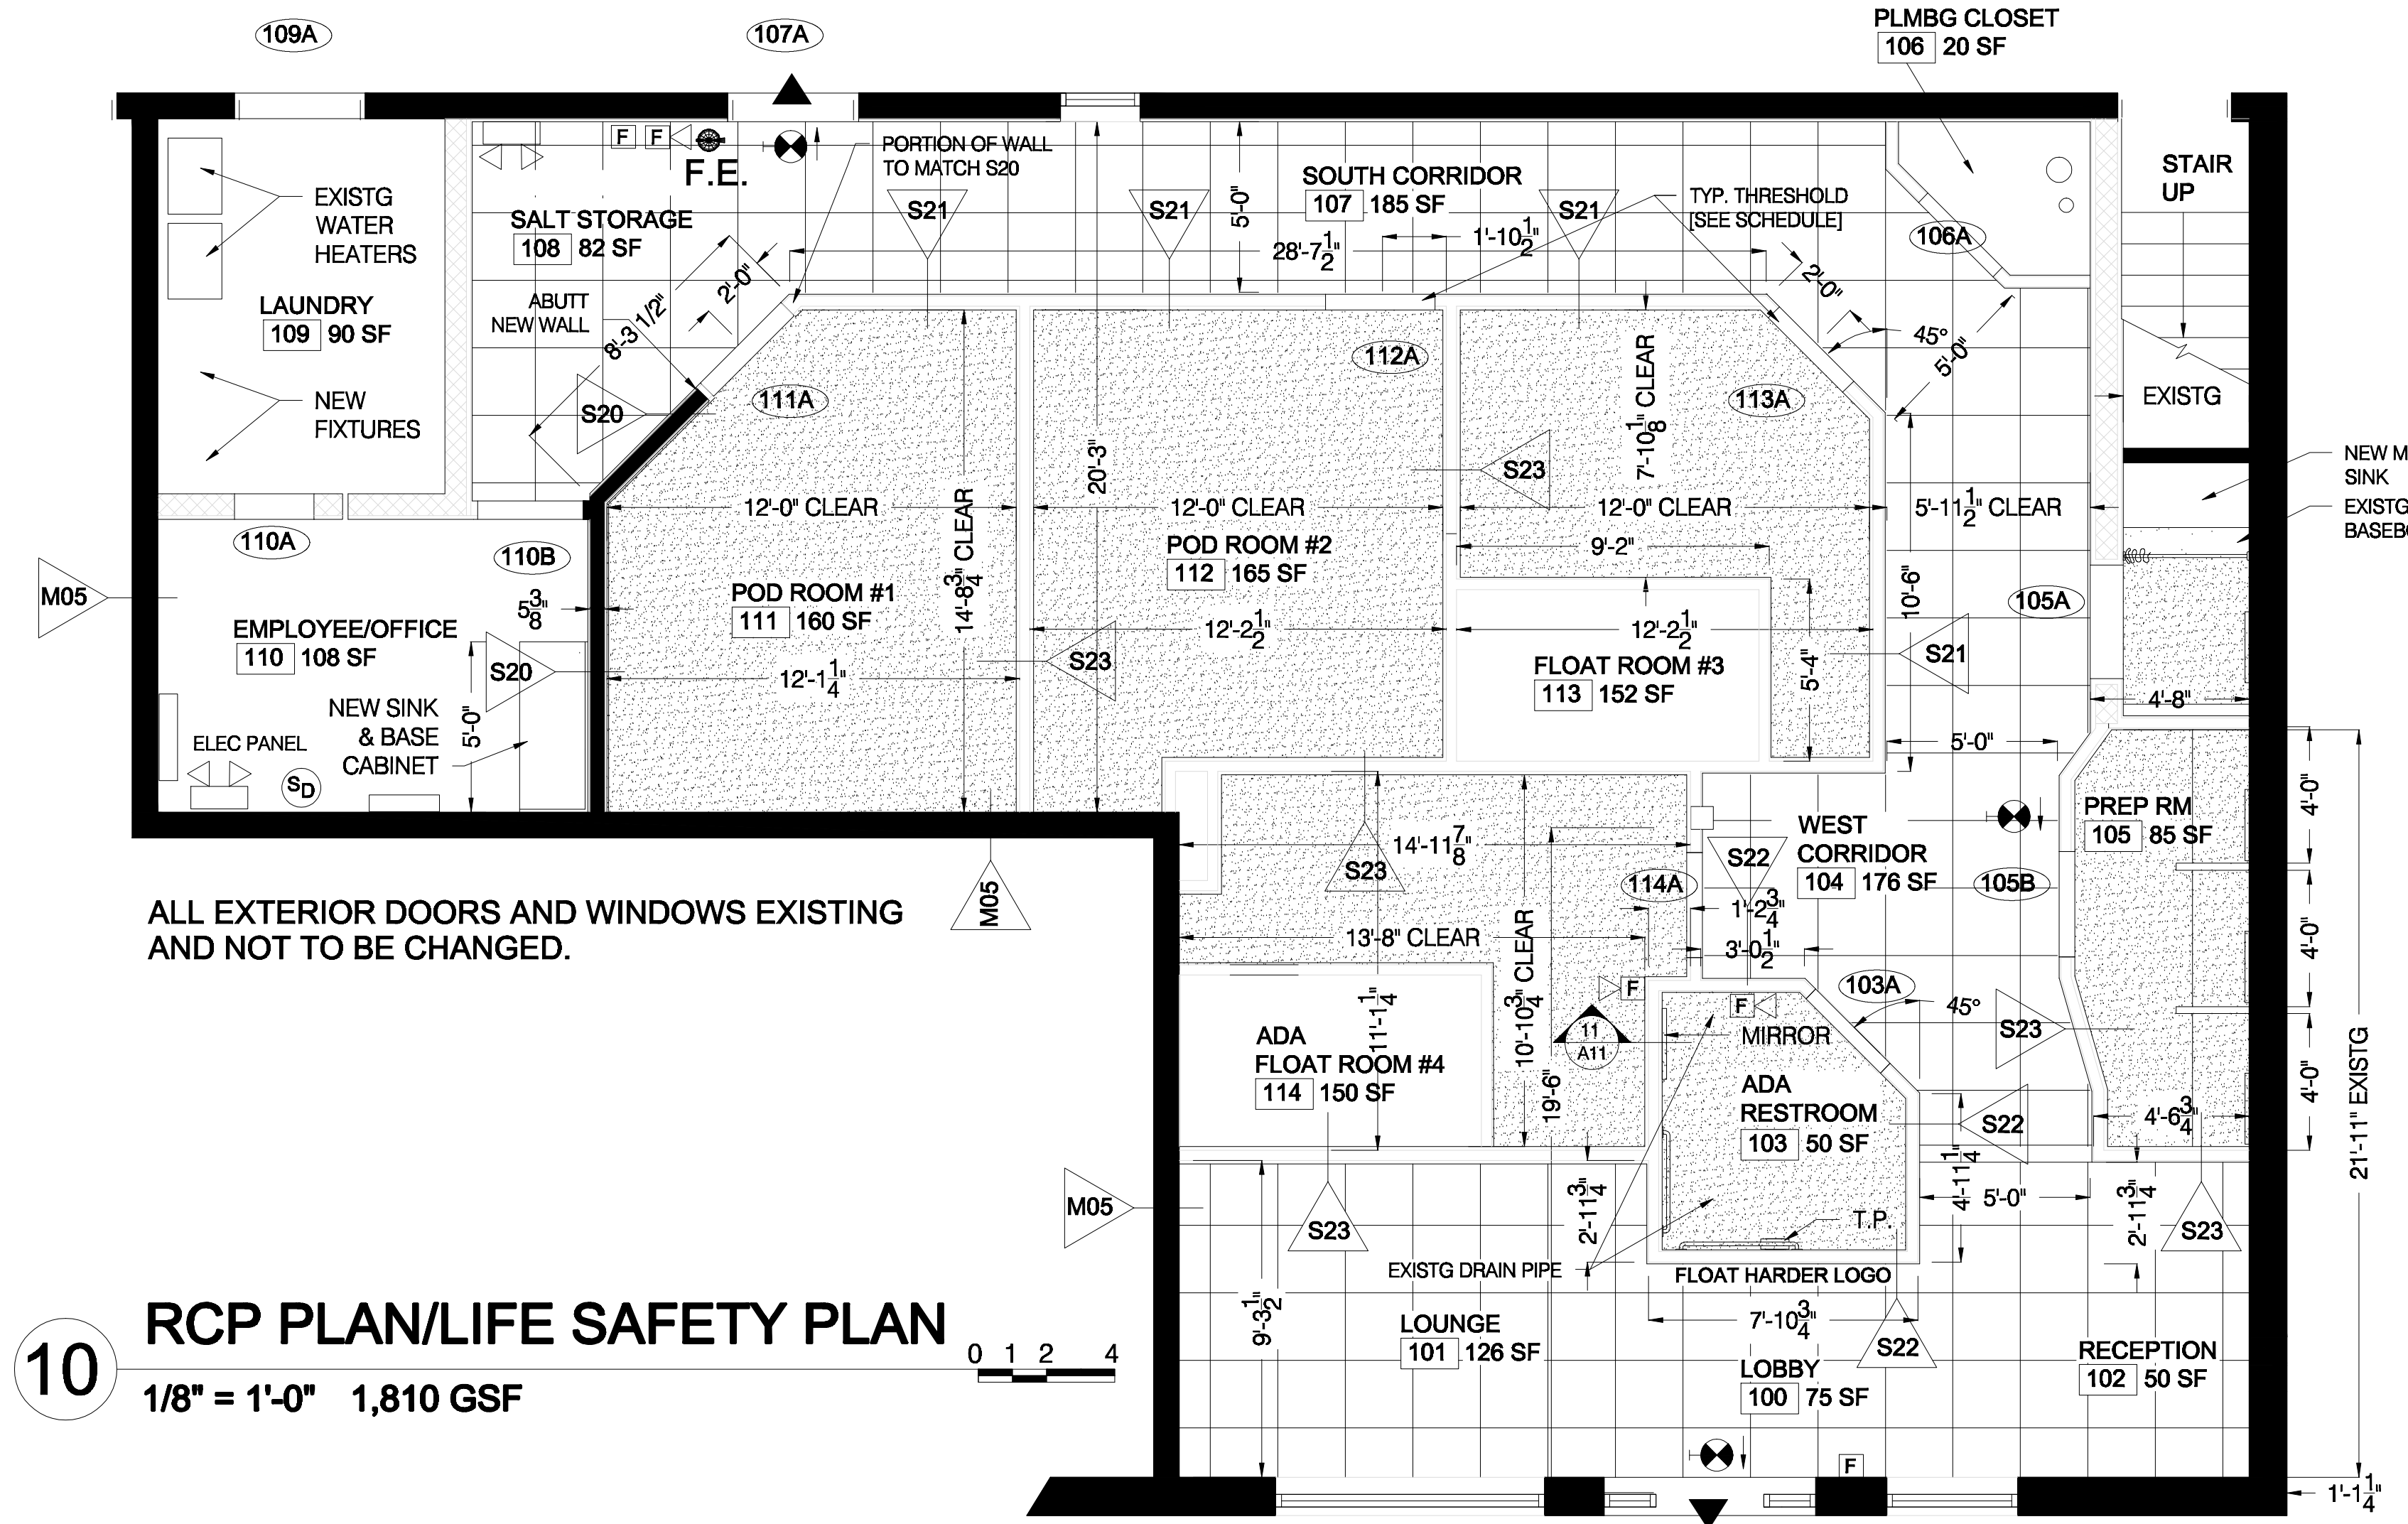 109A
107A
PLMBG CLOSET
106 20 SF
F F
F.E.
PORTION OF WALL
TO MATCH S20
EXISTG
WATER
HEATERS
SALT STORAGE
108 82 SF
S21
S21
5'-0"
SOUTH CORRIDOR
107 185 SF
S21
TYP. THRESHOLD
[SEE SCHEDULE]
106A
STAIR
UP
28'-7 1/2"
1'-10 1/2"
2'-0"
2'-0"
LAUNDRY
109 90 SF
ABUTT
NEW WALL
8'-3 1/2"
45°
5'-0"
NEW
FIXTURES
S20
111A
112A
7'-10 1/8" CLEAR
113A
EXISTG
20'-3"
S23
NEW M
SINK
EXISTG
BASEB
12'-0" CLEAR
14'-8 3/4" CLEAR
12'-0" CLEAR
12'-0" CLEAR
5'-11 1/2" CLEAR
110A
110B
POD ROOM #2
112 165 SF
9'-2"
M05
5 3/8"
POD ROOM #1
111 160 SF
10'-6"
105A
EMPLOYEE/OFFICE
110 108 SF
S20
S23
12'-2 1/2"
12'-2 1/2"
S21
12'-1 1/4"
FLOAT ROOM #3
113 152 SF
5'-4"
4'-8"
NEW SINK
& BASE
CABINET
5'-0"
ELEC PANEL
SD
5'-0"
4'-0"
PREP RM
105 85 SF
WEST
CORRIDOR
104 176 SF
14'-11 7/8"
S23
S22
114A
105B
M05
1'-2 3/4"
ALL EXTERIOR DOORS AND WINDOWS EXISTING
AND NOT TO BE CHANGED.
13'-8" CLEAR
3'-0 1/2"
4'-0"
F
F
103A
45°
11'-1 1/4"
10'-10 3/4" CLEAR
11
A11
MIRROR
S23
ADA
FLOAT ROOM #4
114 150 SF
19'-6"
ADA
RESTROOM
103 50 SF
4'-0"
S22
4'-6 3/4"
21'-11" EXISTG
M05
S23
2'-11 3/4"
T.P.
4'-11 1/4"
5'-0"
2'-11 3/4"
S23
EXISTG DRAIN PIPE
FLOAT HARDER LOGO
9'-3 1/2"
7'-10 3/4"
LOUNGE
101 126 SF
S22
LOBBY
100 75 SF
RECEPTION
102 50 SF
F
1'-1 1/4"
10
RCP PLAN/LIFE SAFETY PLAN
0 1 2 4
1/8" = 1'-0" 1,810 GSF